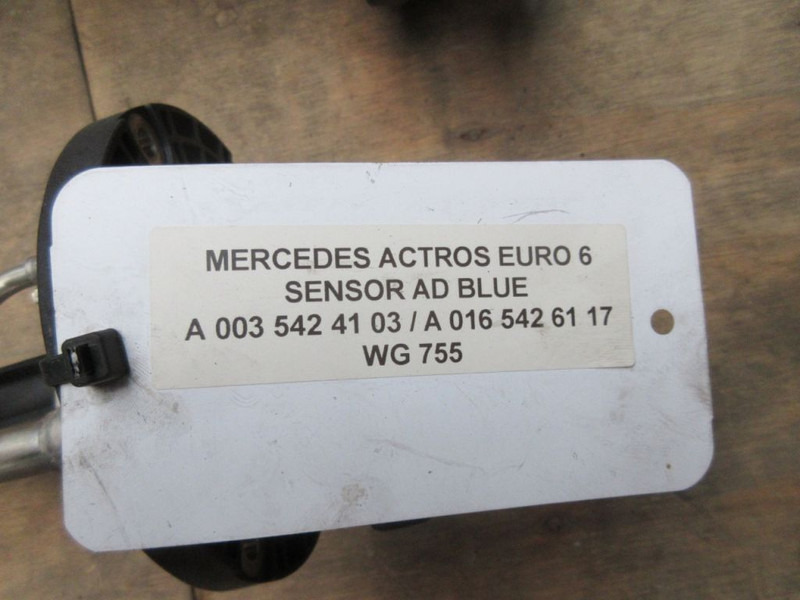 MERCEDES ACTROS EURO 6
SENSOR AD BLUE
A 003 542 41 03 / A 016 542 61 17
WG 755